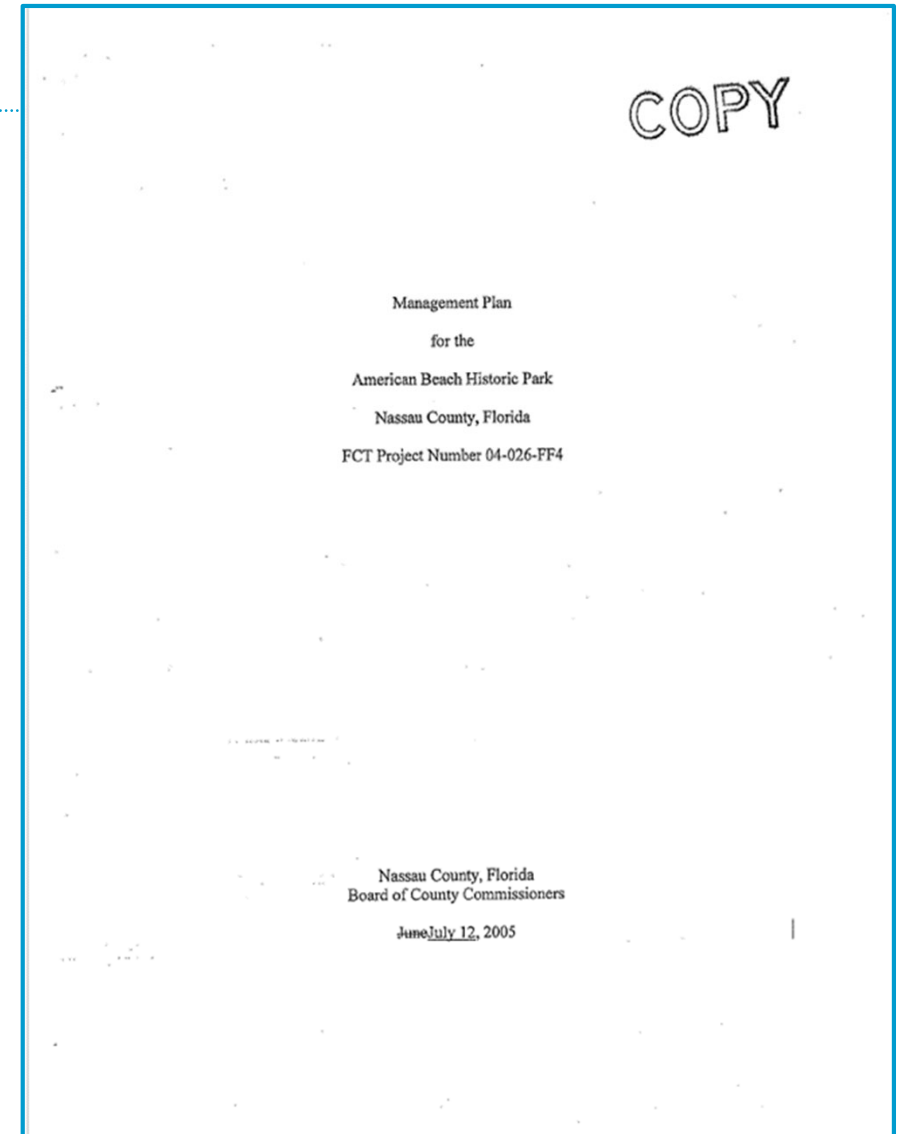 COPY
Management Plan
for the
American Beach Historic Park
Nassau County, Florida
FCT Project Number 04-026-FF4
Nassau County, Florida
Board of County Commissioners
JuneJuly 12, 2005